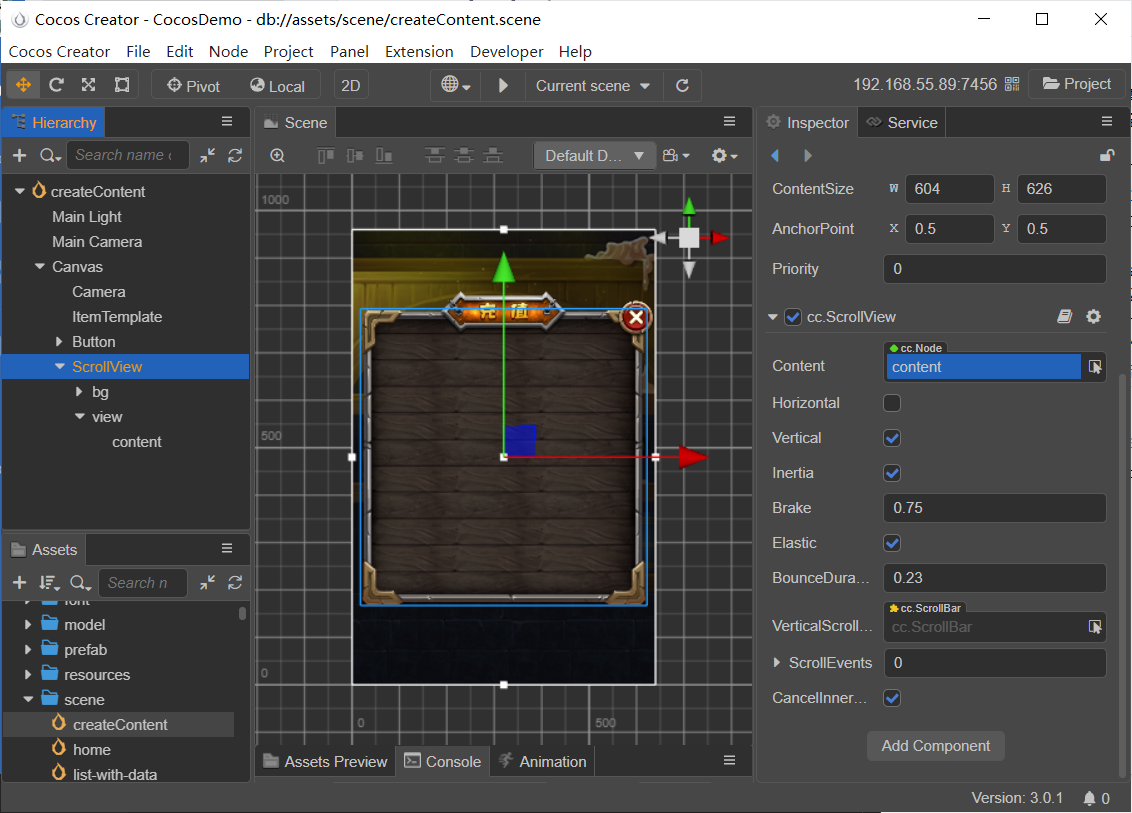 Cocos Creator - CocosDemo - db://assets/scene/createContent.scene
Cocos Creator File Edit Node Project Panel Extension Developer Help
Pivot Local 2D Current scene 192.168.55.89:7456 Project
Hierarchy
Search name
createContent
Main Light
Main Camera
Canvas
Camera
ItemTemplate
Button
ScrollView
bg
view
content
Assets
Search n
font
model
prefab
resources
scene
createContent
home
list-with-data
Scene
Default D...
1000
充 值
500
0
0
500
Assets Preview Console Animation
Inspector Service
ContentSize W 604 H 626
AnchorPoint X 0.5 Y 0.5
Priority 0
cc.ScrollView
cc.Node
Content content
Horizontal
Vertical
Inertia
Brake 0.75
Elastic
BounceDura... 0.23
cc.ScrollBar
VerticalScroll... cc.ScrollBar
ScrollEvents 0
CancelInner...
Add Component
Version: 3.0.1 0